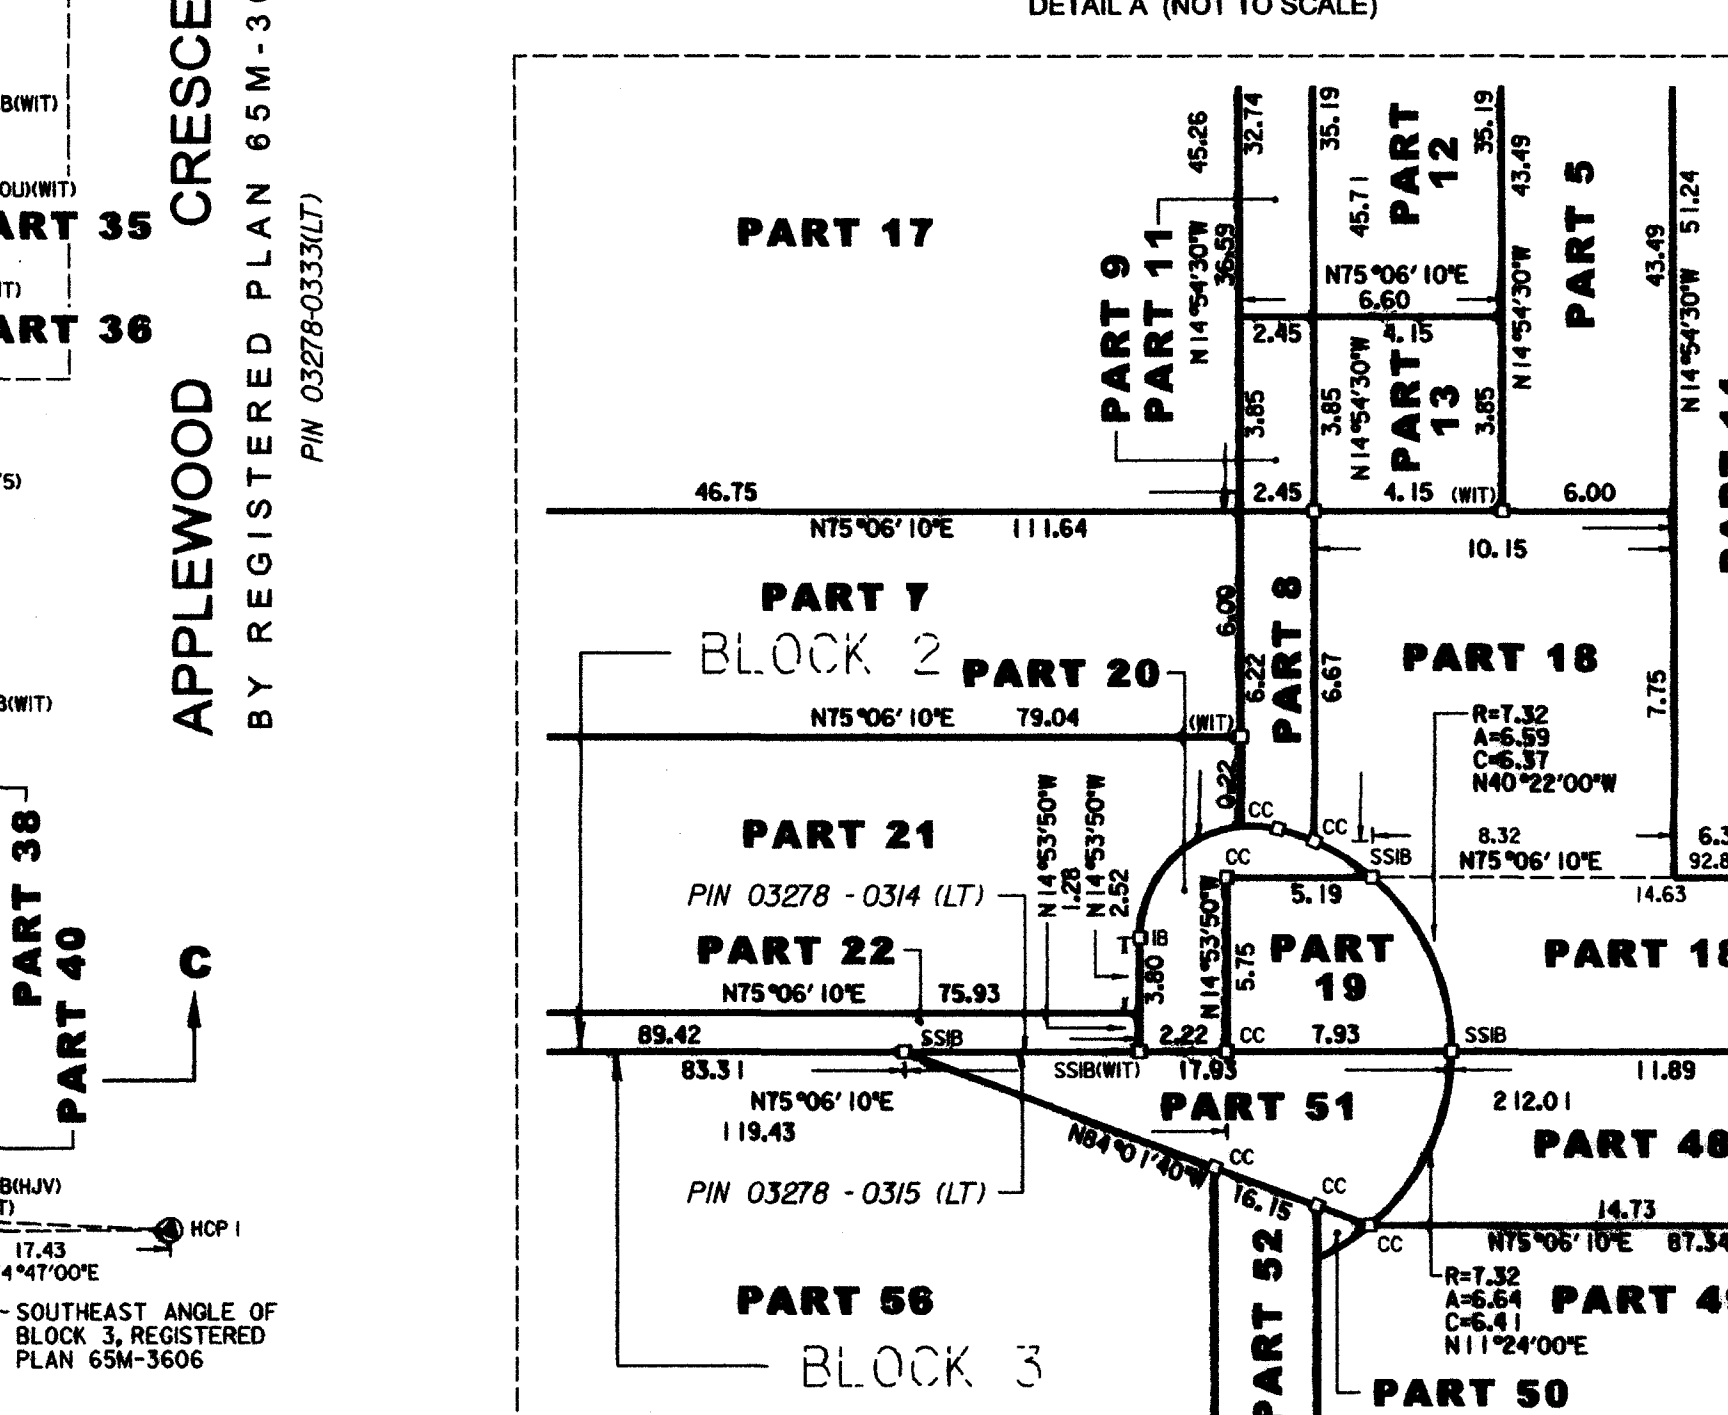 DETAIL A (NOT TO SCALE)
B(WIT)
OU)(WIT)
ART 35
ART 36
CRESCE
APPLEWOOD
BY REGISTERED PLAN 65M-3
PIN 03278-0333(LT)
B(WIT)
PART 38
PART 40
C
B(HJV)
HCP 1
17.43
4°47'00"E
SOUTHEAST ANGLE OF
BLOCK 3, REGISTERED
PLAN 65M-3606
PART 17
45.26
32.74
35.19
PART 12
35.19
43.49
PART 5
51.24
43.49
45.71
PART 9
PART 11
N14°54'30"W
36.59
N75°06'10"E
6.60
2.45
4.15
N14°54'30"W
N14°54'30"W
3.85
3.85
N14°54'30"W
PART 13
3.85
46.75
2.45
4.15
(WIT)
6.00
N75°06'10"E
111.64
10.15
PART 7
BLOCK 2
6.00
PART 8
PART 18
PART 20
6.22
6.67
7.75
N75°06'10"E
79.04
(WIT)
R=7.32
A=6.59
C=6.37
N40°22'00"W
0.22
CC
CC
8.32
PART 21
N14°53'50"W
1.28
N14°53'50"W
2.52
CC
SSIB
N75°06'10"E
92.8
PIN 03278 - 0314 (LT)
5.19
14.63
IB
PART 22
3.80
N14°53'50"W
5.75
PART
19
PART 18
N75°06'10"E
75.93
89.42
SSIB
2.22
CC
7.93
SSIB
83.31
SSIB(WIT)
17.93
11.89
N75°06'10"E
PART 51
212.01
119.43
N84°01'40"W
CC
PART 48
PIN 03278 - 0315 (LT)
CC
16.15
14.73
CC
N75°06'10"E
87.34
PART 52
PART 56
R=7.32
A=6.64
C=6.41
N11°24'00"E
PART 49
BLOCK 3
PART 50